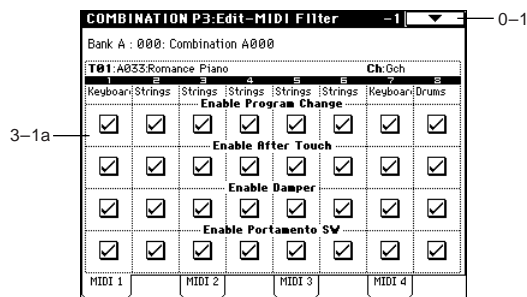 COMBINATION P3:Edit-MIDI FIlter -1
0-1
Bank A : 000: Combination A000
T01:A033:Romance Piano Ch:Gch
1 2 3 4 5 6 7 8
Keyboar Strings Strings Strings Strings Strings Keyboar Drums
Enable Program Change
3-1a
Enable After Touch
Enable Damper
Enable Portamento SW
MIDI 1 MIDI 2 MIDI 3 MIDI 4